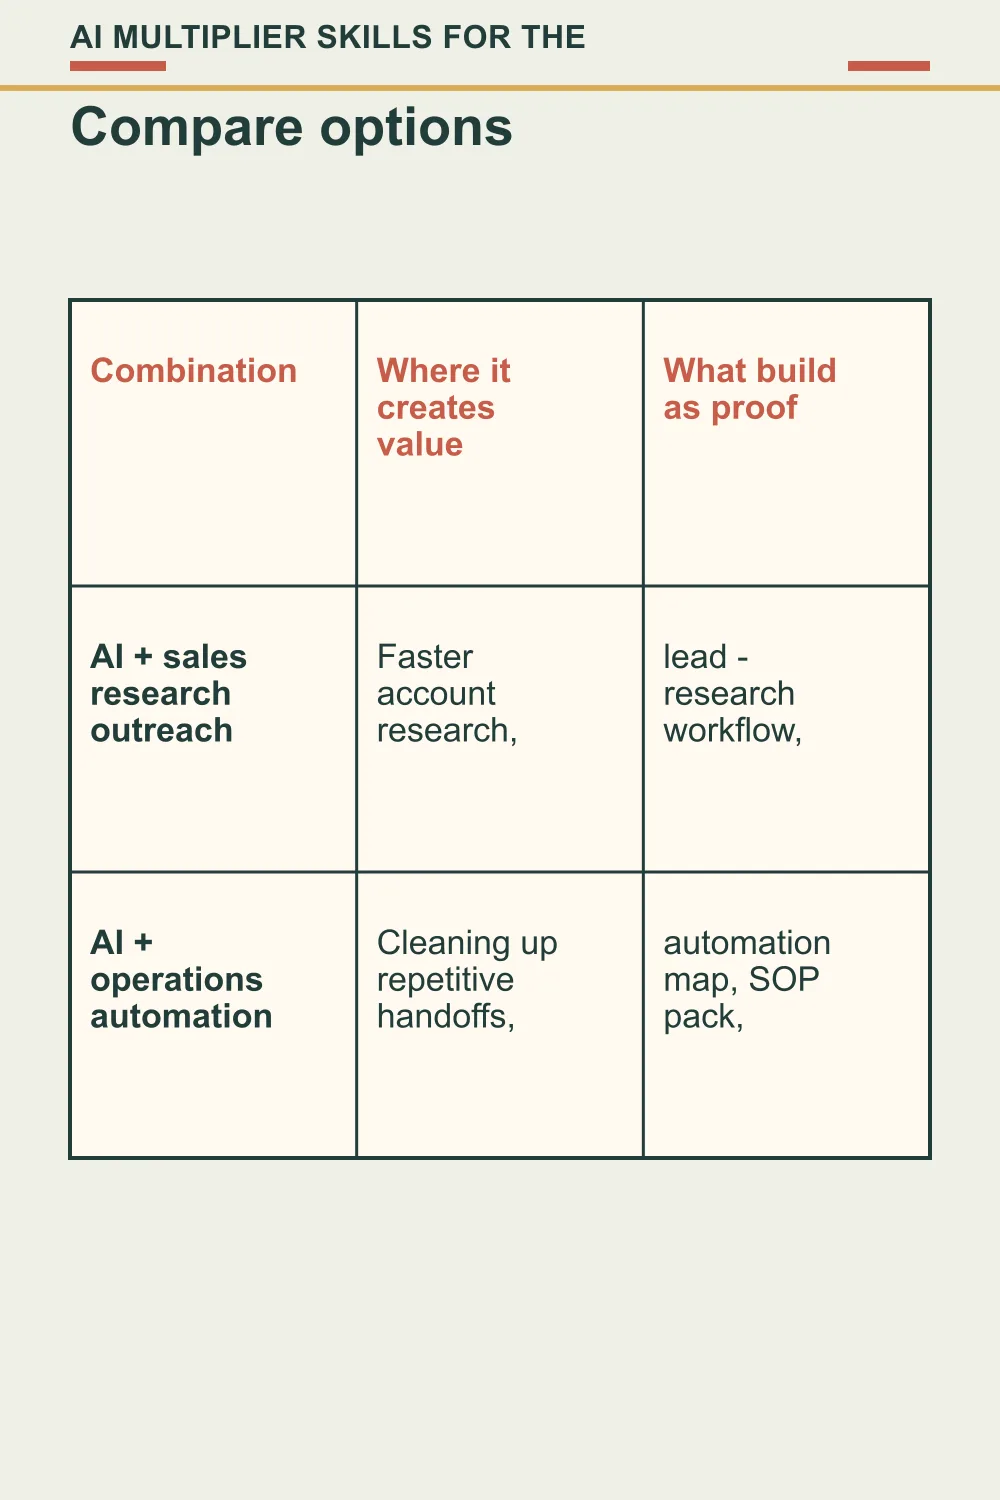 AI MULTIPLIER SKILLS FOR THE
Compare options
Combination
Where it
creates
value
What build
as proof
AI + sales
research
outreach
Faster
account
research,
lead -
research
workflow,
AI +
operations
automation
Cleaning up
repetitive
handoffs,
automation
map, SOP
pack,